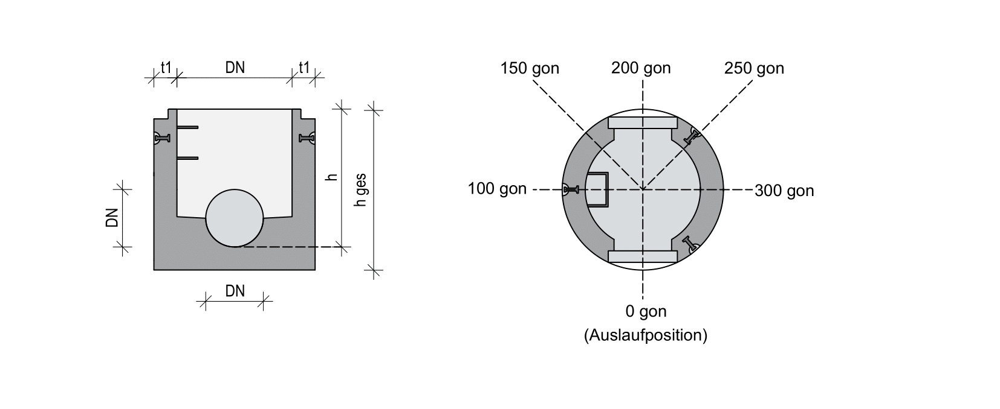 t1
DN
t1
DN
h
h ges
DN
150 gon
200 gon
250 gon
100 gon
300 gon
0 gon
(Auslaufposition)